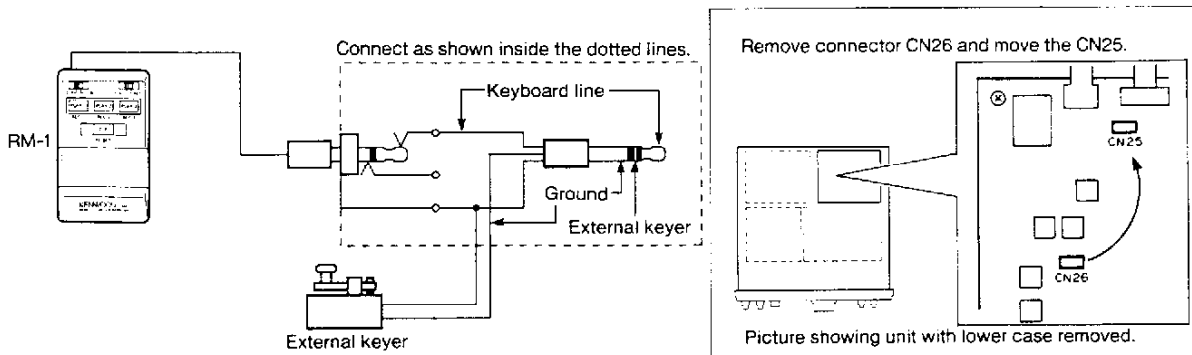 Connect as shown inside the dotted lines.
Keyboard line
RM-1
KENWOOD
Ground
External keyer
External keyer
Remove connector CN26 and move the CN25.
CN25
CN26
Picture showing unit with lower case removed.